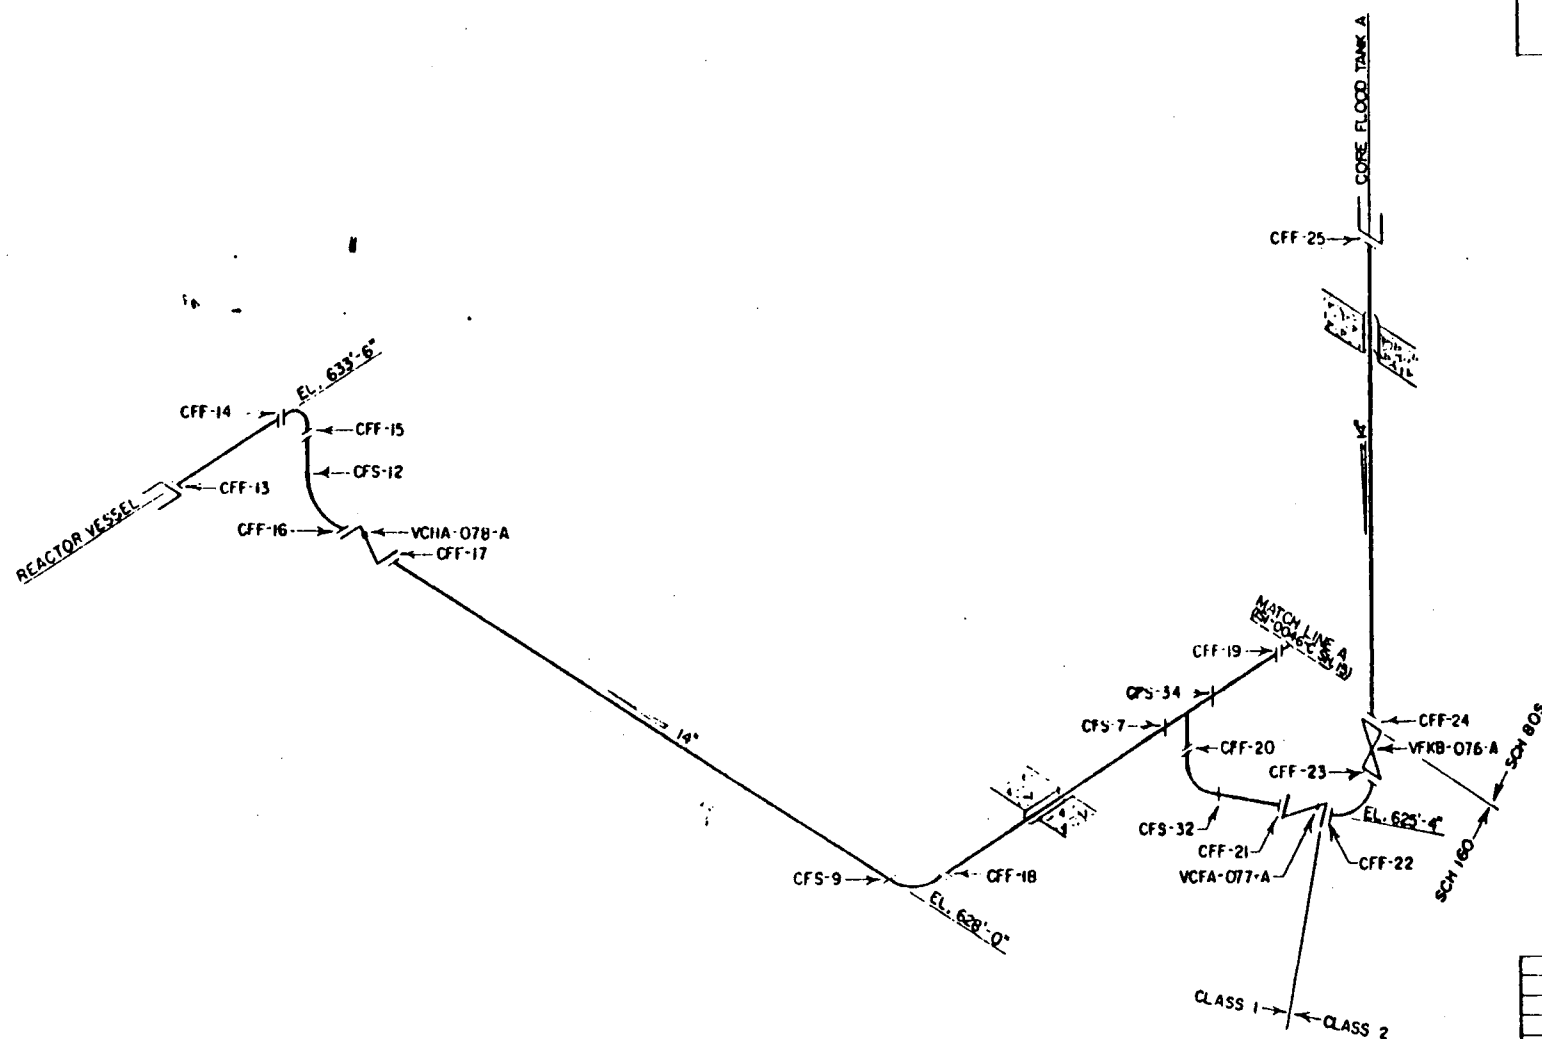 CORE FLOOD TANK A
CFF-25
14"
EL. 633'-6"
CFF-14
CFF-15
CFS-12
CFF-13
REACTOR VESSEL
CFF-16
VCHA-078-A
CFF-17
14"
MATCH LINE A
CFF-19
CFS-34
CFS-7
CFF-20
CFF-24
VFKB-076-A
CFF-23
SCH 80S
SCH 160
EL. 625'-4"
CFS-32
CFF-21
VCFA-077-A
CFF-22
CFS-9
CFF-18
EL. 628'-0"
CLASS 1
CLASS 2